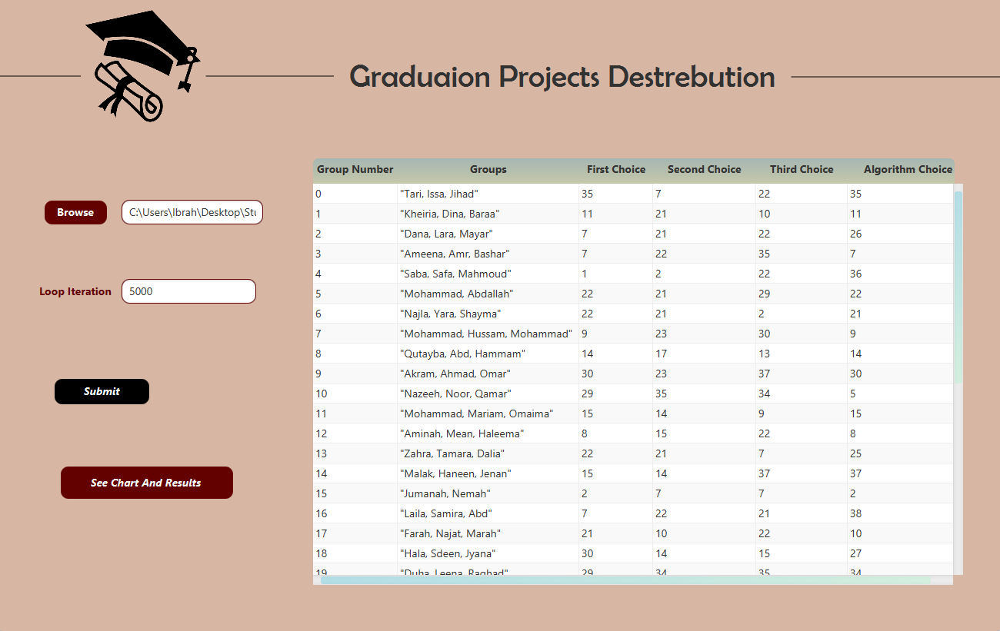 Graduaion Projects Destrebution
Browse C:\Users\Ibrah\Desktop\Stu
Loop Iteration 5000
Submit
See Chart And Results
Group Number Groups First Choice Second Choice Third Choice Algorithm Choice
0 "Tari, Issa, Jihad" 35 7 22 35
1 "Kheiria, Dina, Baraa" 11 21 10 11
2 "Dana, Lara, Mayar" 7 21 22 26
3 "Ameena, Amr, Bashar" 7 22 35 7
4 "Saba, Safa, Mahmoud" 1 2 22 36
5 "Mohammad, Abdallah" 22 21 29 22
6 "Najla, Yara, Shayma" 22 21 2 21
7 "Mohammad, Hussam, Mohammad" 9 23 30 9
8 "Qutayba, Abd, Hammam" 14 17 13 14
9 "Akram, Ahmad, Omar" 30 23 37 30
10 "Nazeeh, Noor, Qamar" 29 35 34 5
11 "Mohammad, Mariam, Omaima" 15 14 9 15
12 "Aminah, Mean, Haleema" 8 15 22 8
13 "Zahra, Tamara, Dalia" 22 21 7 25
14 "Malak, Haneen, Jenan" 15 14 37 37
15 "Jumanah, Nemah" 2 7 7 2
16 "Laila, Samira, Abd" 7 22 21 38
17 "Farah, Najat, Marah" 21 10 22 10
18 "Hala, Sdeen, Jyana" 30 14 15 27
19 "Duha, Leena, Raghad" 29 34 35 34